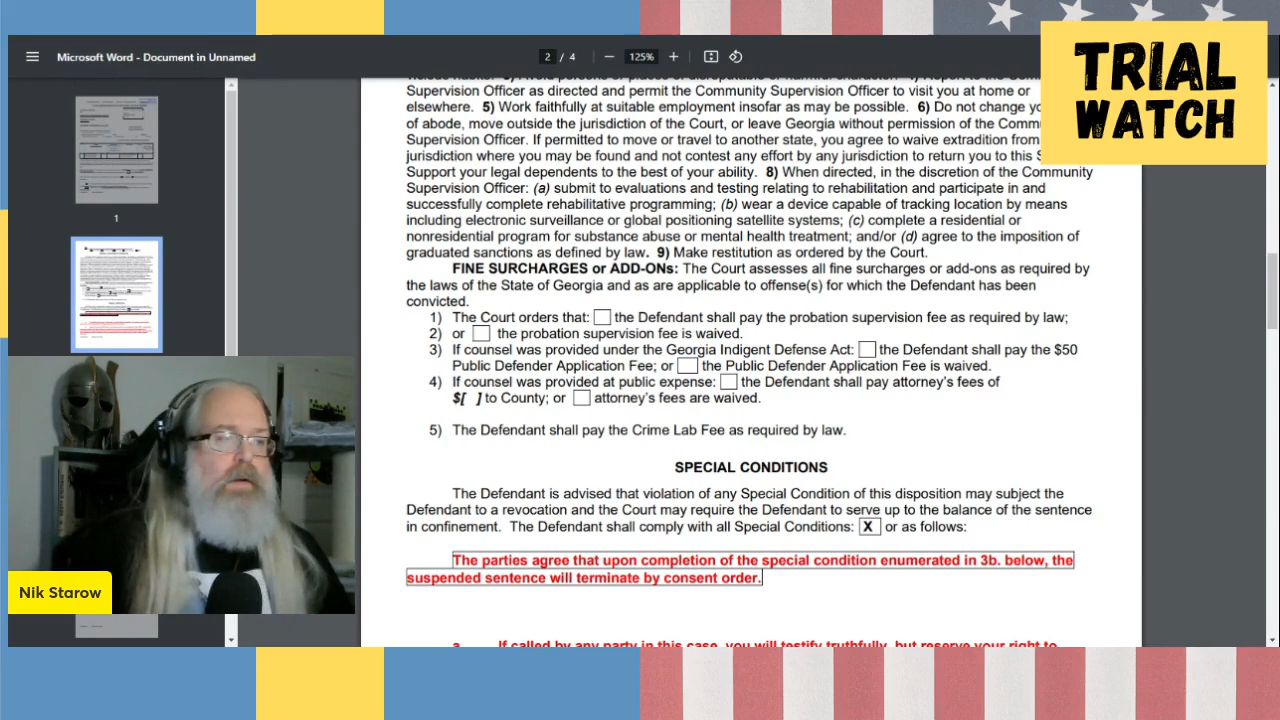 Microsoft Word - Document in Unnamed
2 / 4
125%
TRIAL
WATCH
Supervision Officer as directed and permit the Community Supervision Officer to visit you at home or
elsewhere. 5) Work faithfully at suitable employment insofar as may be possible. 6) Do not change
of abode, move outside the jurisdiction of the Court, or leave Georgia without permission of the
Supervision Officer. If permitted to move or travel to another state, you agree to waive extradition from
jurisdiction where you may be found and not contest any effort by any jurisdiction to return you to this
Support your legal dependents to the best of your ability. 8) When directed, in the discretion of the Community
Supervision Officer: (a) submit to evaluations and testing relating to rehabilitation and participate in and
successfully complete rehabilitative programming; (b) wear a device capable of tracking location by means
including electronic surveillance or global positioning satellite systems; (c) complete a residential or
nonresidential program for substance abuse or mental health treatment; and/or (d) agree to the imposition of
graduated sanctions as defined by law. 9) Make restitution as ordered by the Court.
FINE SURCHARGES or ADD-ONs: The Court assesses all fine surcharges or add-ons as required by
the laws of the State of Georgia and as are applicable to offense(s) for which the Defendant has been
convicted.
1) The Court orders that: the Defendant shall pay the probation supervision fee as required by law;
2) or the probation supervision fee is waived.
3) If counsel was provided under the Georgia Indigent Defense Act: the Defendant shall pay the $50
Public Defender Application Fee; or the Public Defender Application Fee is waived.
4) If counsel was provided at public expense: the Defendant shall pay attorney's fees of
$[ ] to County; or attorney's fees are waived.
5) The Defendant shall pay the Crime Lab Fee as required by law.
SPECIAL CONDITIONS
The Defendant is advised that violation of any Special Condition of this disposition may subject the
Defendant to a revocation and the Court may require the Defendant to serve up to the balance of the sentence
in confinement. The Defendant shall comply with all Special Conditions: X or as follows:
The parties agree that upon completion of the special condition enumerated in 3b. below, the
suspended sentence will terminate by consent order.
a. If called by any party in this case, you will testify truthfully, but reserve your right to
1
Nik Starow